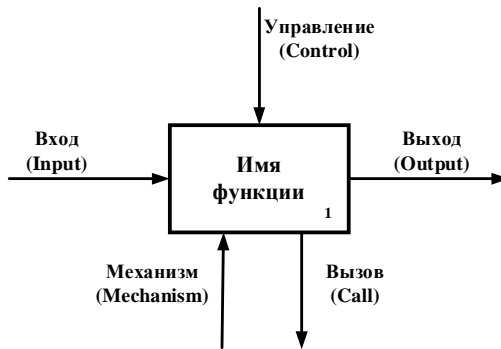 Управление
(Control)
Вход
(Input)
Имя
функции
1
Выход
(Output)
Механизм
(Mechanism)
Вызов
(Call)